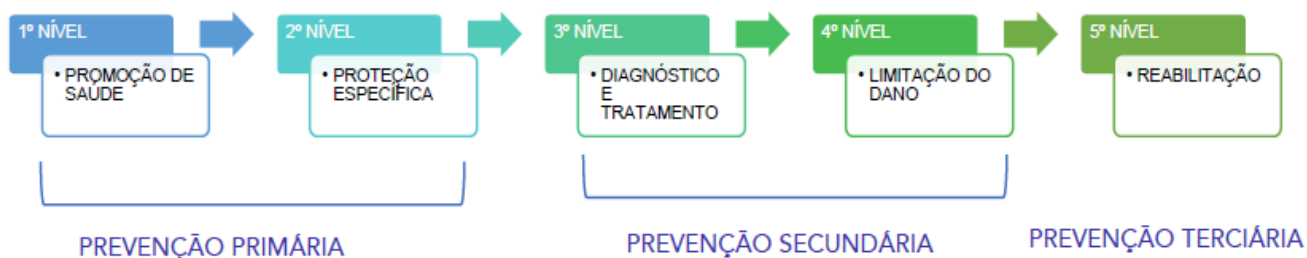 1º NÍVEL
• PROMOÇÃO DE
SAÚDE
2º NÍVEL
• PROTEÇÃO
ESPECÍFICA
3º NÍVEL
• DIAGNÓSTICO
E
TRATAMENTO
4º NÍVEL
• LIMITAÇÃO DO
DANO
5º NÍVEL
• REABILITAÇÃO
PREVENÇÃO PRIMÁRIA
PREVENÇÃO SECUNDÁRIA
PREVENÇÃO TERCIÁRIA